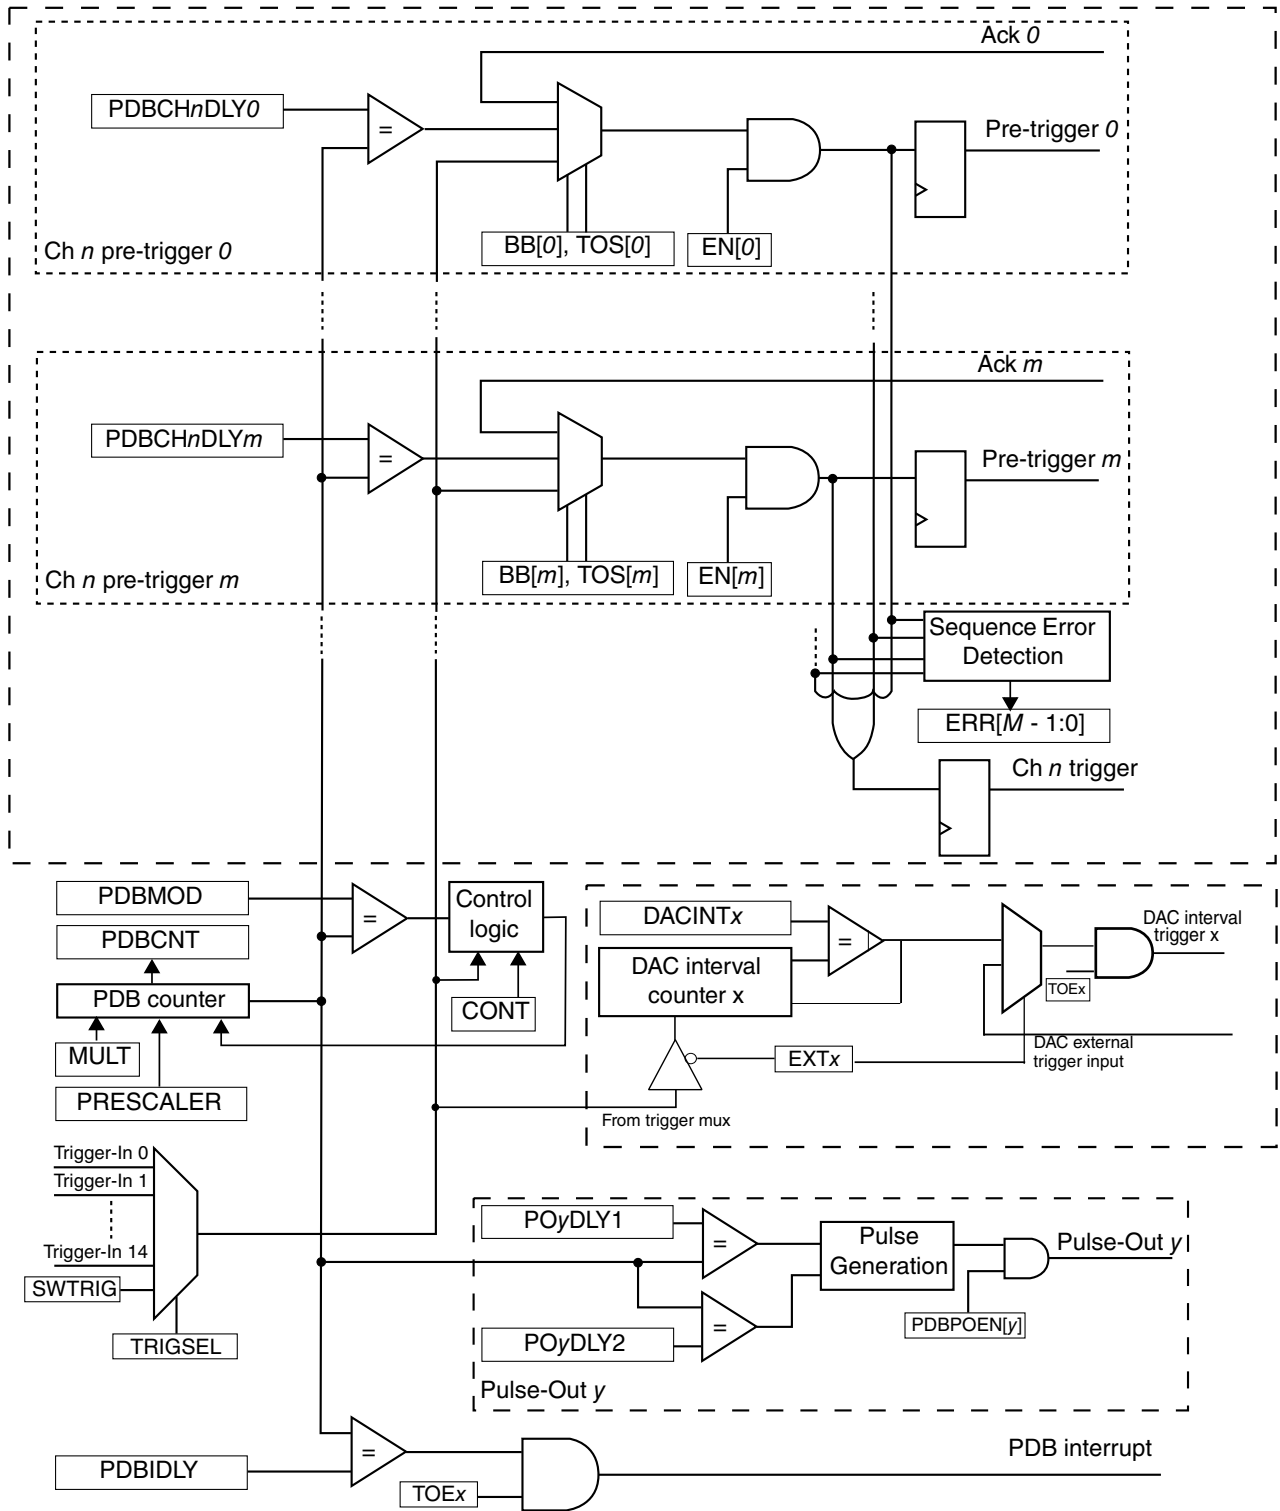 Ack 0
PDBCHnDLY0
=
Pre-trigger 0
BB[0], TOS[0]
EN[0]
Ch n pre-trigger 0
Ack m
PDBCHnDLYm
=
Pre-trigger m
BB[m], TOS[m]
EN[m]
Ch n pre-trigger m
Sequence Error
Detection
ERR[M - 1:0]
Ch n trigger
PDBMOD
=
Control
logic
PDBCNT
PDB counter
CONT
MULT
PRESCALER
DACINTx
=
DAC interval
counter x
DAC interval
trigger x
TOEx
EXTx
DAC external
trigger input
From trigger mux
Trigger-In 0
Trigger-In 1
Trigger-In 14
SWTRIG
TRIGSEL
POyDLY1
=
Pulse
Generation
Pulse-Out y
=
PDBPOEN[y]
POyDLY2
Pulse-Out y
=
PDB interrupt
PDBIDLY
TOEx